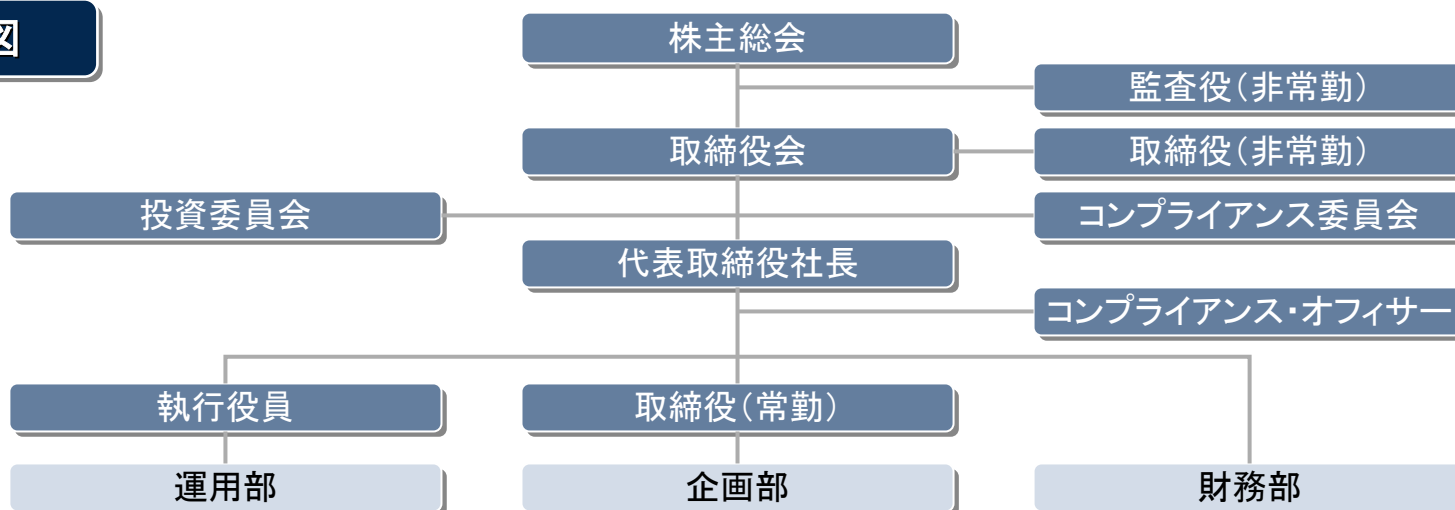 図
株主総会
監査役(非常勤)
取締役会
取締役(非常勤)
投資委員会
コンプライアンス委員会
代表取締役社長
コンプライアンス・オフィサー
執行役員
取締役(常勤)
運用部
企画部
財務部